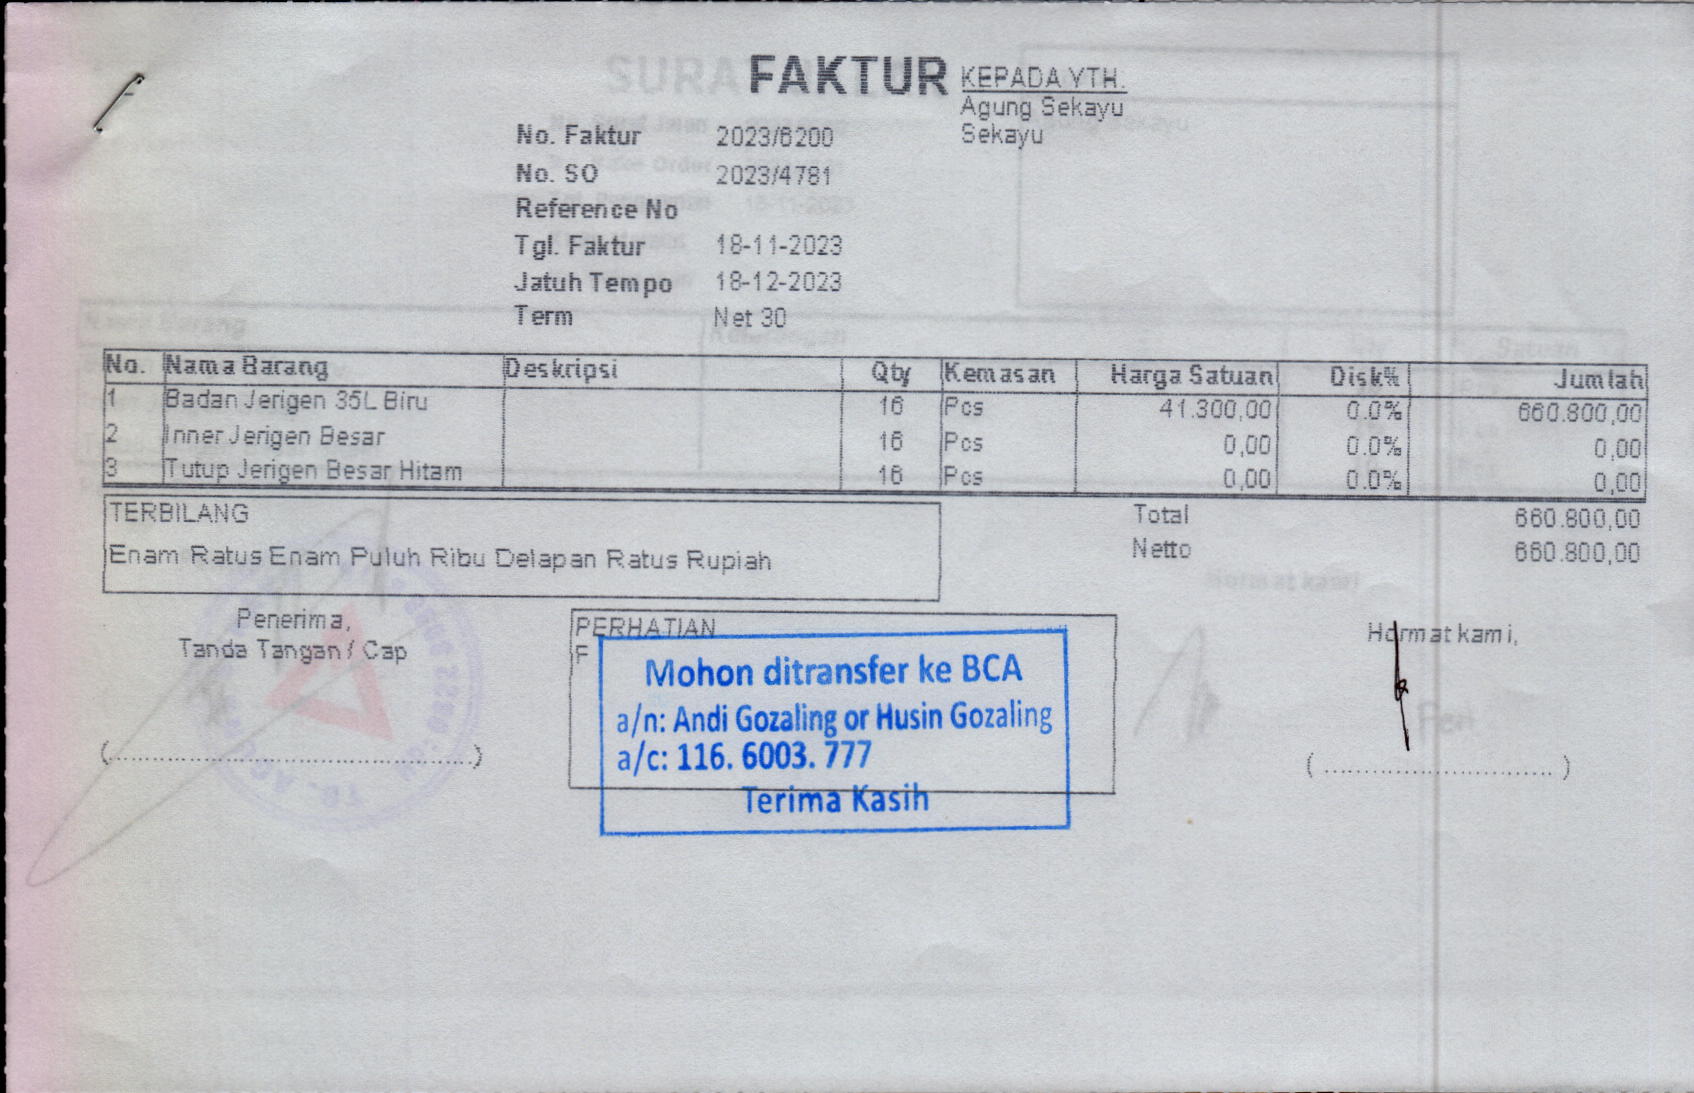 FAKTUR
KEPADA YTH.
Agung Sekayu
Sekayu
No. Faktur 2023/6200
No. SO 2023/4781
Reference No
Tgl. Faktur 18-11-2023
Jatuh Tempo 18-12-2023
Term Net 30
No. Nama Barang Deskripsi Qty Kemasan Harga Satuan Disk% Jumlah
1 Badan Jerigen 35L Biru 16 Pcs 41.300,00 0.0% 660.800,00
2 Inner Jerigen Besar 16 Pcs 0,00 0.0% 0,00
3 Tutup Jerigen Besar Hitam 16 Pcs 0,00 0.0% 0,00
TERBILANG
Enam Ratus Enam Puluh Ribu Delapan Ratus Rupiah
Total 660.800,00
Netto 660.800,00
Penerima,
Tanda Tangan / Cap
PERHATIAN
F
Mohon ditransfer ke BCA
a/n: Andi Gozaling or Husin Gozaling
a/c: 116. 6003. 777
Terima Kasih
Hormat kami,
(....................................................)
( ................................ )